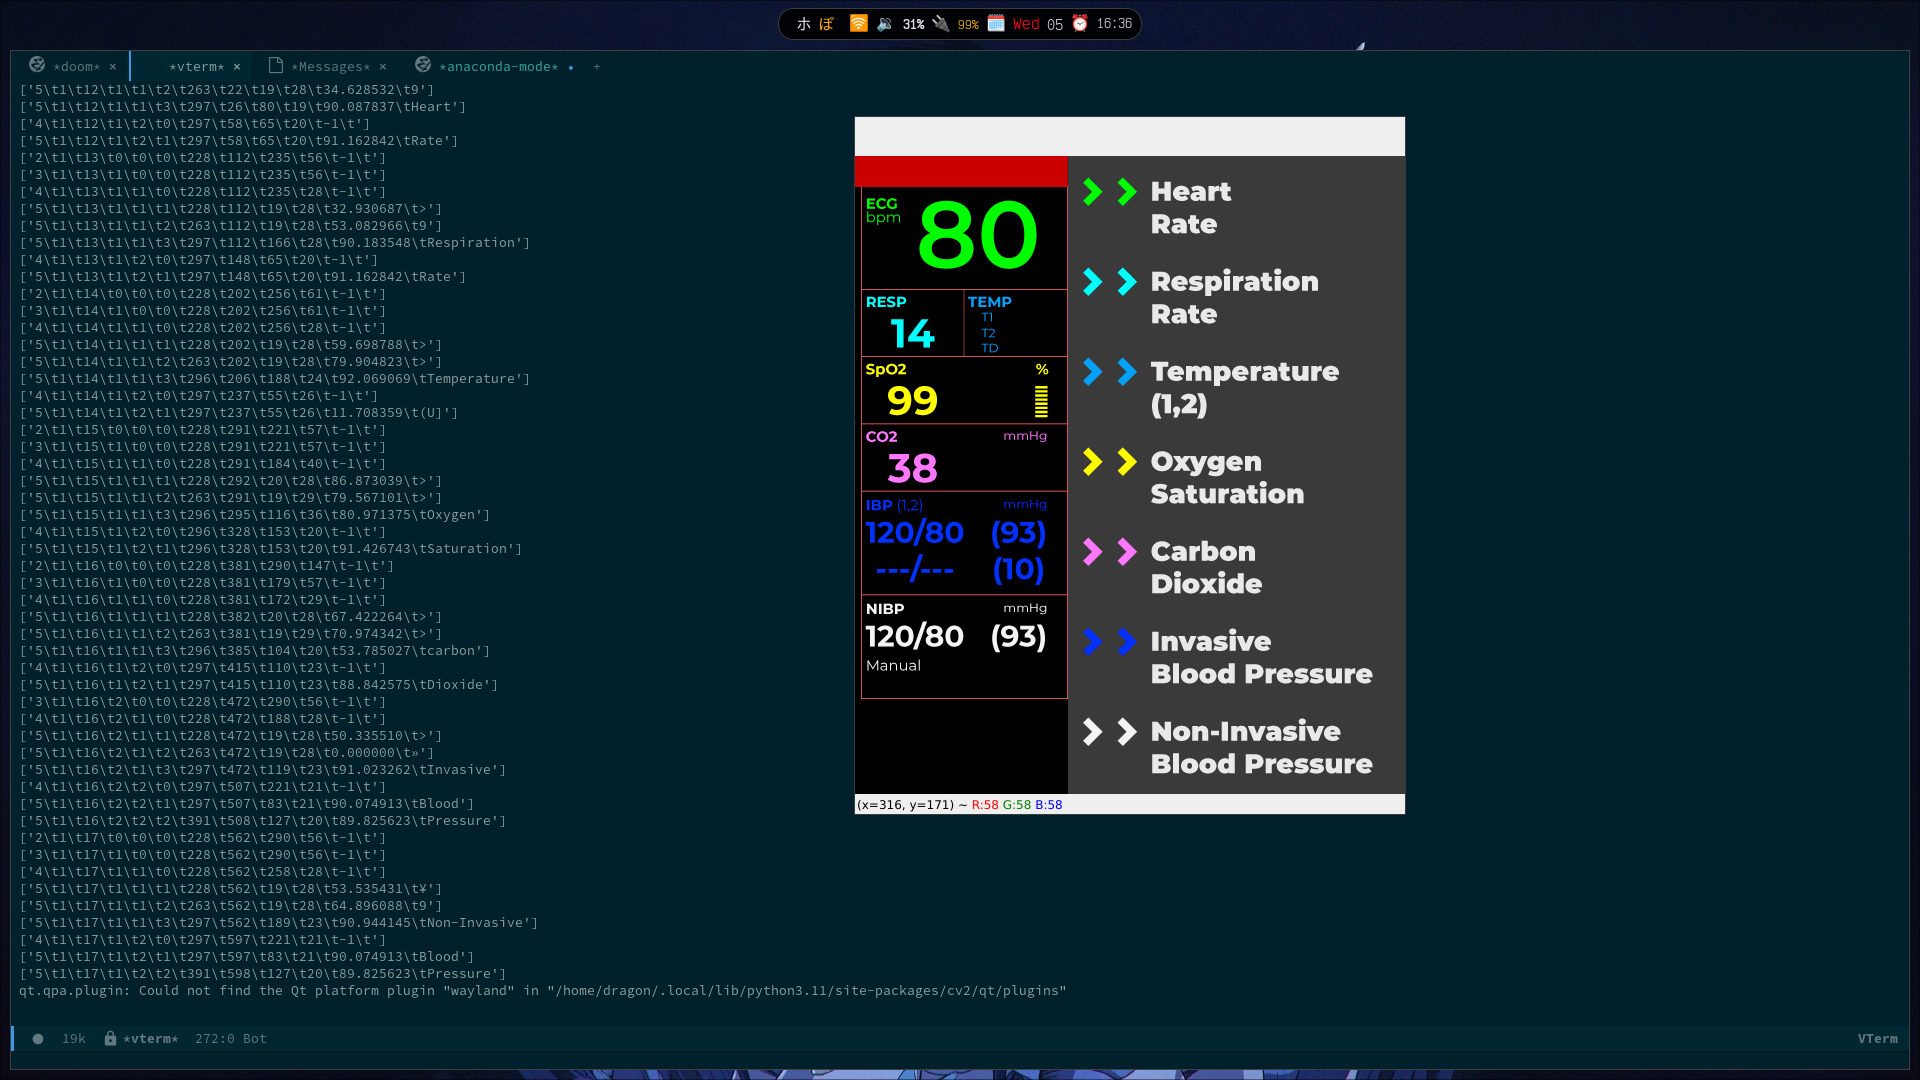 ホ ぽ 31% 99% Wed 05 16:36
*doom* × *vterm* × *Messages* × *anaconda-mode* • +
['5\t1\t12\t1\t1\t2\t263\t22\t19\t28\t34.628532\t9']
['5\t1\t12\t1\t1\t3\t297\t26\t80\t19\t90.087837\tHeart']
['4\t1\t12\t1\t2\t0\t297\t58\t65\t20\t-1\t']
['5\t1\t12\t1\t2\t1\t297\t58\t65\t20\t91.162842\tRate']
['2\t1\t13\t0\t0\t0\t228\t112\t235\t56\t-1\t']
['3\t1\t13\t1\t0\t0\t228\t112\t235\t56\t-1\t']
['4\t1\t13\t1\t1\t0\t228\t112\t235\t28\t-1\t']
['5\t1\t13\t1\t1\t1\t228\t112\t19\t28\t32.930687\t>']
['5\t1\t13\t1\t1\t2\t263\t112\t19\t28\t53.082966\t9']
['5\t1\t13\t1\t1\t3\t297\t112\t166\t28\t90.183548\tRespiration']
['4\t1\t13\t1\t2\t0\t297\t148\t65\t20\t-1\t']
['5\t1\t13\t1\t2\t1\t297\t148\t65\t20\t91.162842\tRate']
['2\t1\t14\t0\t0\t0\t228\t202\t256\t61\t-1\t']
['3\t1\t14\t1\t0\t0\t228\t202\t256\t61\t-1\t']
['4\t1\t14\t1\t1\t0\t228\t202\t256\t28\t-1\t']
['5\t1\t14\t1\t1\t1\t228\t202\t19\t28\t59.698788\t>']
['5\t1\t14\t1\t1\t2\t263\t202\t19\t28\t79.904823\t>']
['5\t1\t14\t1\t1\t3\t296\t206\t188\t24\t92.069069\tTemperature']
['4\t1\t14\t1\t2\t0\t297\t237\t55\t26\t-1\t']
['5\t1\t14\t1\t2\t1\t297\t237\t55\t26\t11.708359\t(U]']
['2\t1\t15\t0\t0\t0\t228\t291\t221\t57\t-1\t']
['3\t1\t15\t1\t0\t0\t228\t291\t221\t57\t-1\t']
['4\t1\t15\t1\t1\t0\t228\t291\t184\t40\t-1\t']
['5\t1\t15\t1\t1\t1\t228\t292\t20\t28\t86.873039\t>']
['5\t1\t15\t1\t1\t2\t263\t291\t19\t29\t79.567101\t>']
['5\t1\t15\t1\t1\t3\t296\t295\t116\t36\t80.971375\tOxygen']
['4\t1\t15\t1\t2\t0\t296\t328\t153\t20\t-1\t']
['5\t1\t15\t1\t2\t1\t296\t328\t153\t20\t91.426743\tSaturation']
['2\t1\t16\t0\t0\t0\t228\t381\t290\t147\t-1\t']
['3\t1\t16\t1\t0\t0\t228\t381\t179\t57\t-1\t']
['4\t1\t16\t1\t1\t0\t228\t381\t172\t29\t-1\t']
['5\t1\t16\t1\t1\t1\t228\t382\t20\t28\t67.422264\t>']
['5\t1\t16\t1\t1\t2\t263\t381\t19\t29\t70.974342\t>']
['5\t1\t16\t1\t1\t3\t296\t385\t104\t20\t53.785027\tcarbon']
['4\t1\t16\t1\t2\t0\t297\t415\t110\t23\t-1\t']
['5\t1\t16\t1\t2\t1\t297\t415\t110\t23\t88.842575\tDioxide']
['3\t1\t16\t2\t0\t0\t228\t472\t290\t56\t-1\t']
['4\t1\t16\t2\t1\t0\t228\t472\t188\t28\t-1\t']
['5\t1\t16\t2\t1\t1\t228\t472\t19\t28\t50.335510\t>']
['5\t1\t16\t2\t1\t2\t263\t472\t19\t28\t0.000000\t»']
['5\t1\t16\t2\t1\t3\t297\t472\t119\t23\t91.023262\tInvasive']
['4\t1\t16\t2\t2\t0\t297\t507\t221\t21\t-1\t']
['5\t1\t16\t2\t2\t1\t297\t507\t83\t21\t90.074913\tBlood']
['5\t1\t16\t2\t2\t2\t391\t508\t127\t20\t89.825623\tPressure']
['2\t1\t17\t0\t0\t0\t228\t562\t290\t56\t-1\t']
['3\t1\t17\t1\t0\t0\t228\t562\t290\t56\t-1\t']
['4\t1\t17\t1\t1\t0\t228\t562\t258\t28\t-1\t']
['5\t1\t17\t1\t1\t1\t228\t562\t19\t28\t53.535431\t¥']
['5\t1\t17\t1\t1\t2\t263\t562\t19\t28\t64.896088\t9']
['5\t1\t17\t1\t1\t3\t297\t562\t189\t23\t90.944145\tNon-Invasive']
['4\t1\t17\t1\t2\t0\t297\t597\t221\t21\t-1\t']
['5\t1\t17\t1\t2\t1\t297\t597\t83\t21\t90.074913\tBlood']
['5\t1\t17\t1\t2\t2\t391\t598\t127\t20\t89.825623\tPressure']
qt.qpa.plugin: Could not find the Qt platform plugin "wayland" in "/home/dragon/.local/lib/python3.11/site-packages/cv2/qt/plugins"
ECG
bpm
80
RESP
14
TEMP
T1
T2
TD
SpO2 %
99
CO2 mmHg
38
IBP (1,2) mmHg
120/80 (93)
---/--- (10)
NIBP mmHg
120/80 (93)
Manual
Heart
Rate
Respiration
Rate
Temperature
(1,2)
Oxygen
Saturation
Carbon
Dioxide
Invasive
Blood Pressure
Non-Invasive
Blood Pressure
(x=316, y=171) ~ R:58 G:58 B:58
19k *vterm* 272:0 Bot VTerm